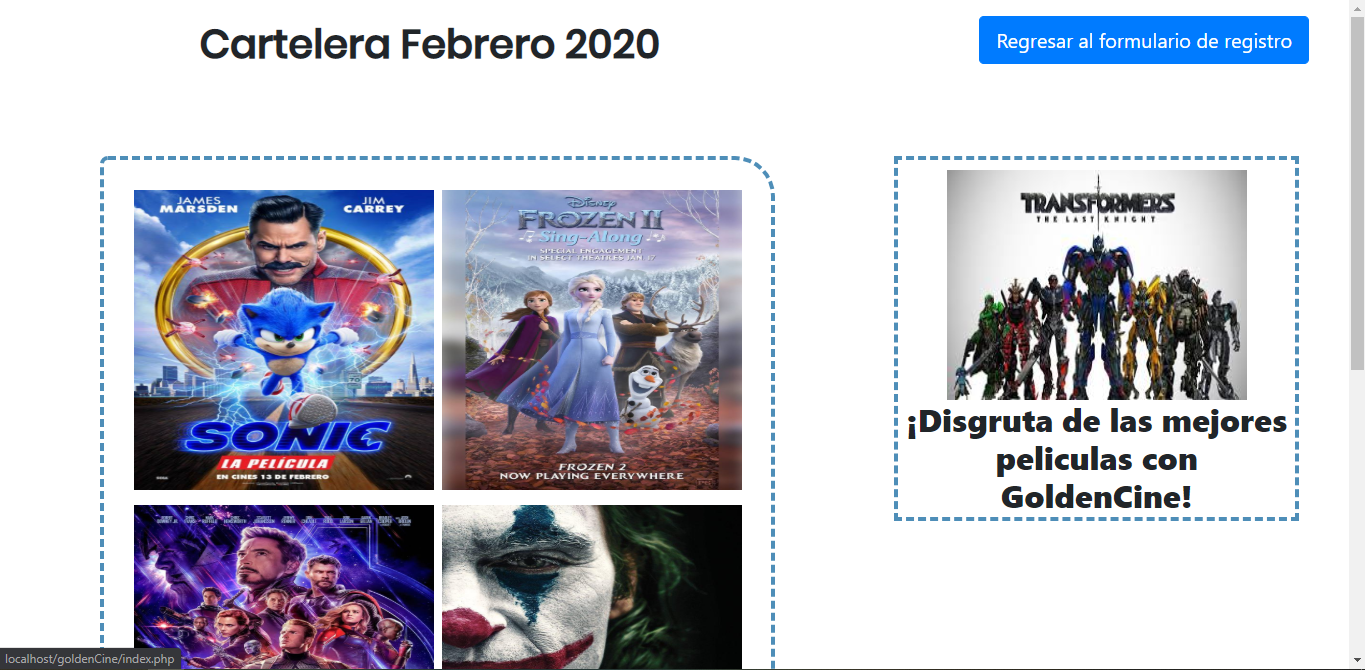 Cartelera Febrero 2020
Regresar al formulario de registro
JAMES MARSDEN
JIM CARREY
SONIC
LA PELÍCULA
EN CINES 13 DE FEBRERO
Disney
FROZEN II
Sing-Along
SPECIAL ENGAGEMENT
IN SELECT THEATRES JAN 17
FROZEN 2
NOW PLAYING EVERYWHERE
TRANSFORMERS
THE LAST KNIGHT
¡Disgruta de las mejores
peliculas con
GoldenCine!
localhost/goldenCine/index.php